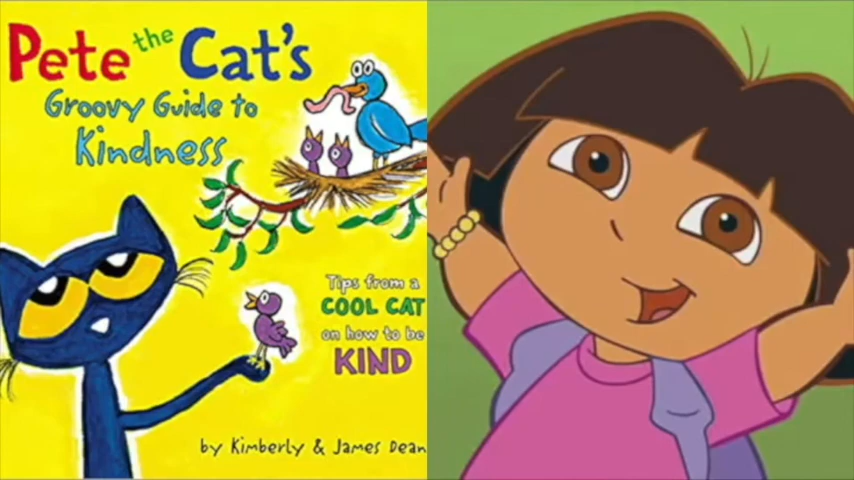 Pete the Cat's
Groovy Guide to
Kindness
Tips from a
COOL CAT
on how to be
KIND
by Kimberly & James Dean